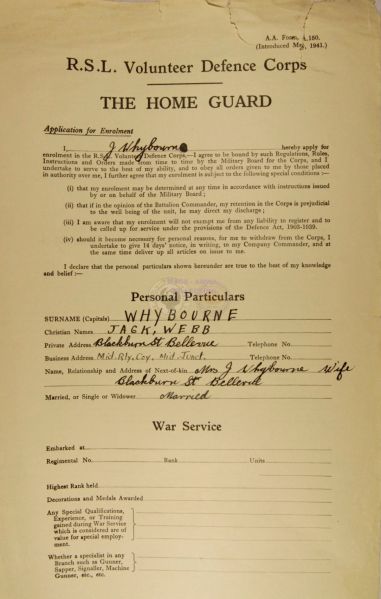 A.A. Form A.150.
(Introduced May, 1941.)
R.S.L. Volunteer Defence Corps
THE HOME GUARD
Application for Enrolment
I, J Whybourne hereby apply for
enrolment in the R.S.L. Volunteer Defence Corps,—I agree to be bound by such Regulations, Rules,
Instructions and Orders made from time to time by the Military Board for the Corps, and I
undertake to serve to the best of my ability, and to obey all orders given to me by those placed
in authority over me, I further agree that my enrolment is subject to the following special conditions :—
(i) that my enrolment may be determined at any time in accordance with instructions issued
by or on behalf of the Military Board ;
(ii) that if in the opinion of the Battalion Commander, my retention in the Corps is prejudicial
to the well being of the unit, he may direct my discharge ;
(iii) I am aware that my enrolment will not exempt me from any liability to register and to
be called up for service under the provisions of the Defence Act, 1903-1939.
(iv) should it become necessary for personal reasons, for me to withdraw from the Corps, I
undertake to give 14 days' notice, in writing, to my Company Commander, and at
the same time deliver up all articles on issue to me.
I declare that the personal particulars shown hereunder are true to the best of my knowledge
and belief :—
Personal Particulars
SURNAME (Capitals) WHYBOURNE
Christian Names JACK, WEBB
Private Address Blackburn St Bellevue Telephone No.
Business Address Mid. Rly. Coy, Mid. Junct. Telephone No.
Name, Relationship and Address of Next-of-kin Mrs J Whybourne Wife
Blackburn St Bellevue
Married, or Single or Widower Married
War Service
Embarked at
Regimental No. Rank Units
Highest Rank held
Decorations and Medals Awarded
Any Special Qualifications,
Experience, or Training
gained during War Service
which is considered are of
value for special employ-
ment.
Whether a specialist in any
Branch such as Gunner,
Sapper, Signaller, Machine
Gunner, etc., etc.